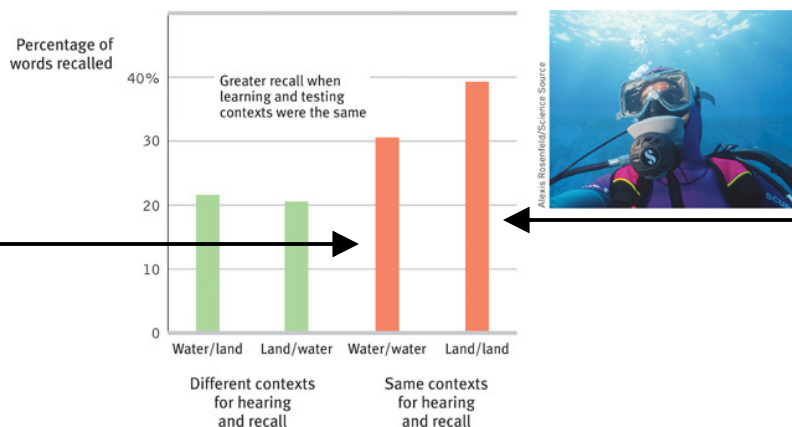 Percentage of
words recalled
40%
30
20
10
0
Greater recall when
learning and testing
contexts were the same
Water/land
Land/water
Water/water
Land/land
Different contexts
for hearing
and recall
Same contexts
for hearing
and recall
Alexis Rosenfeld/Science Source
S
SCUB